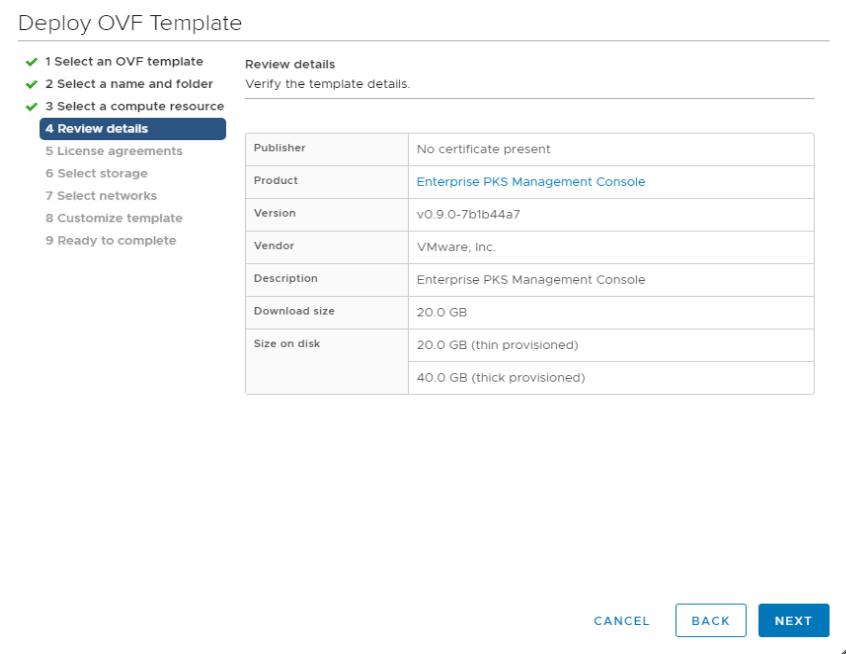 Deploy OVF Template
1 Select an OVF template
2 Select a name and folder
3 Select a compute resource
4 Review details
5 License agreements
6 Select storage
7 Select networks
8 Customize template
9 Ready to complete
Review details
Verify the template details.
Publisher No certificate present
Product Enterprise PKS Management Console
Version v0.9.0-7b1b44a7
Vendor VMware, Inc.
Description Enterprise PKS Management Console
Download size 20.0 GB
Size on disk 20.0 GB (thin provisioned)
40.0 GB (thick provisioned)
CANCEL BACK NEXT